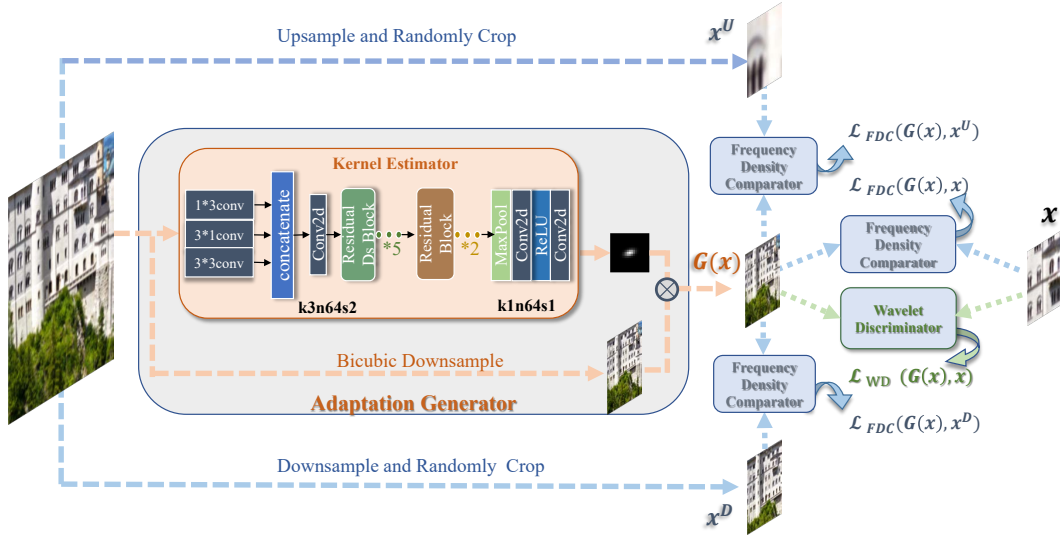 Upsample and Randomly Crop
x^U
Frequency
Density
Comparator
ℒ FDC(G(x), x^U)
ℒ FDC(G(x), x)
Kernel Estimator
1*3conv
3*1conv
3*3conv
concatenate
Conv2d
Residual
Ds Block
*5
Residual
Block
*2
MaxPool
Conv2d
ReLU
Conv2d
k3n64s2
k1n64s1
G(x)
x
Frequency
Density
Comparator
Wavelet
Discriminator
ℒ WD (G(x), x)
Bicubic Downsample
Adaptation Generator
Frequency
Density
Comparator
ℒ FDC(G(x), x^D)
Downsample and Randomly Crop
x^D